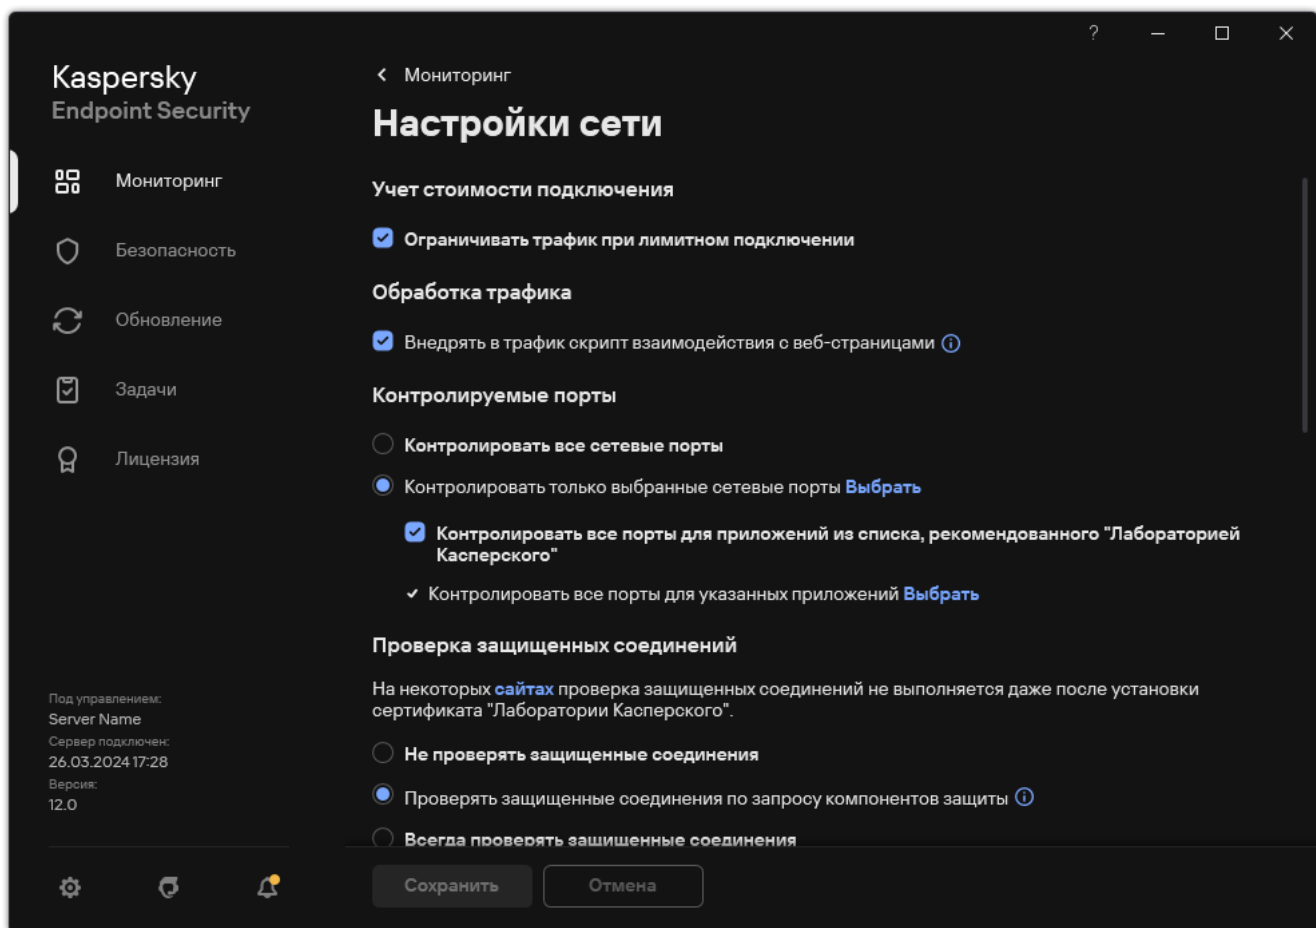 ?
Kaspersky
Endpoint Security
Мониторинг
Безопасность
Обновление
Задачи
Лицензия
Под управлением:
Server Name
Сервер подключен:
26.03.2024 17:28
Версия:
12.0
Мониторинг
Настройки сети
Учет стоимости подключения
Ограничивать трафик при лимитном подключении
Обработка трафика
Внедрять в трафик скрипт взаимодействия с веб-страницами
Контролируемые порты
Контролировать все сетевые порты
Контролировать только выбранные сетевые порты Выбрать
Контролировать все порты для приложений из списка, рекомендованного "Лабораторией
Касперского"
Контролировать все порты для указанных приложений Выбрать
Проверка защищенных соединений
На некоторых сайтах проверка защищенных соединений не выполняется даже после установки
сертификата "Лаборатории Касперского".
Не проверять защищенные соединения
Проверять защищенные соединения по запросу компонентов защиты
Всегда проверять защищенные соединения
Сохранить
Отмена